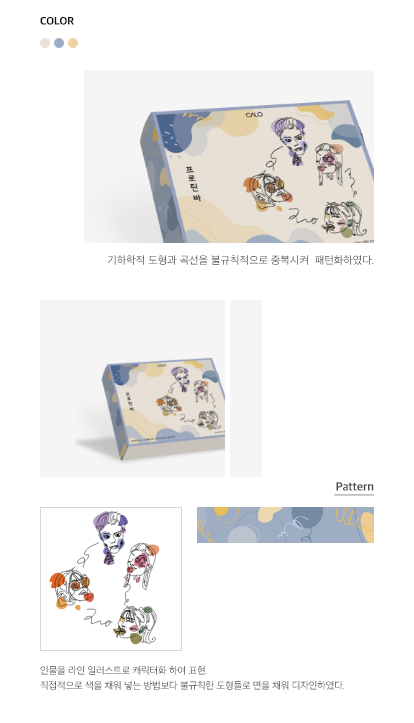 COLOR
CALO
프로틴바
기하학적 도형과 곡선을 불규칙적으로 중복시켜 패턴화하였다.
Pattern
인물을 라인 일러스트로 캐릭터화 하여 표현.
직접적으로 색을 채워 넣는 방법보다 불규칙한 도형들로 면을 채워 디자인하였다.